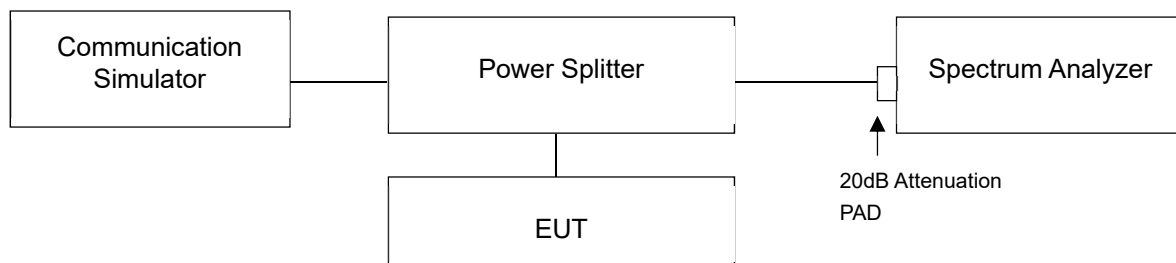 Communication
Simulator
Power Splitter
Spectrum Analyzer
20dB Attenuation
PAD
EUT